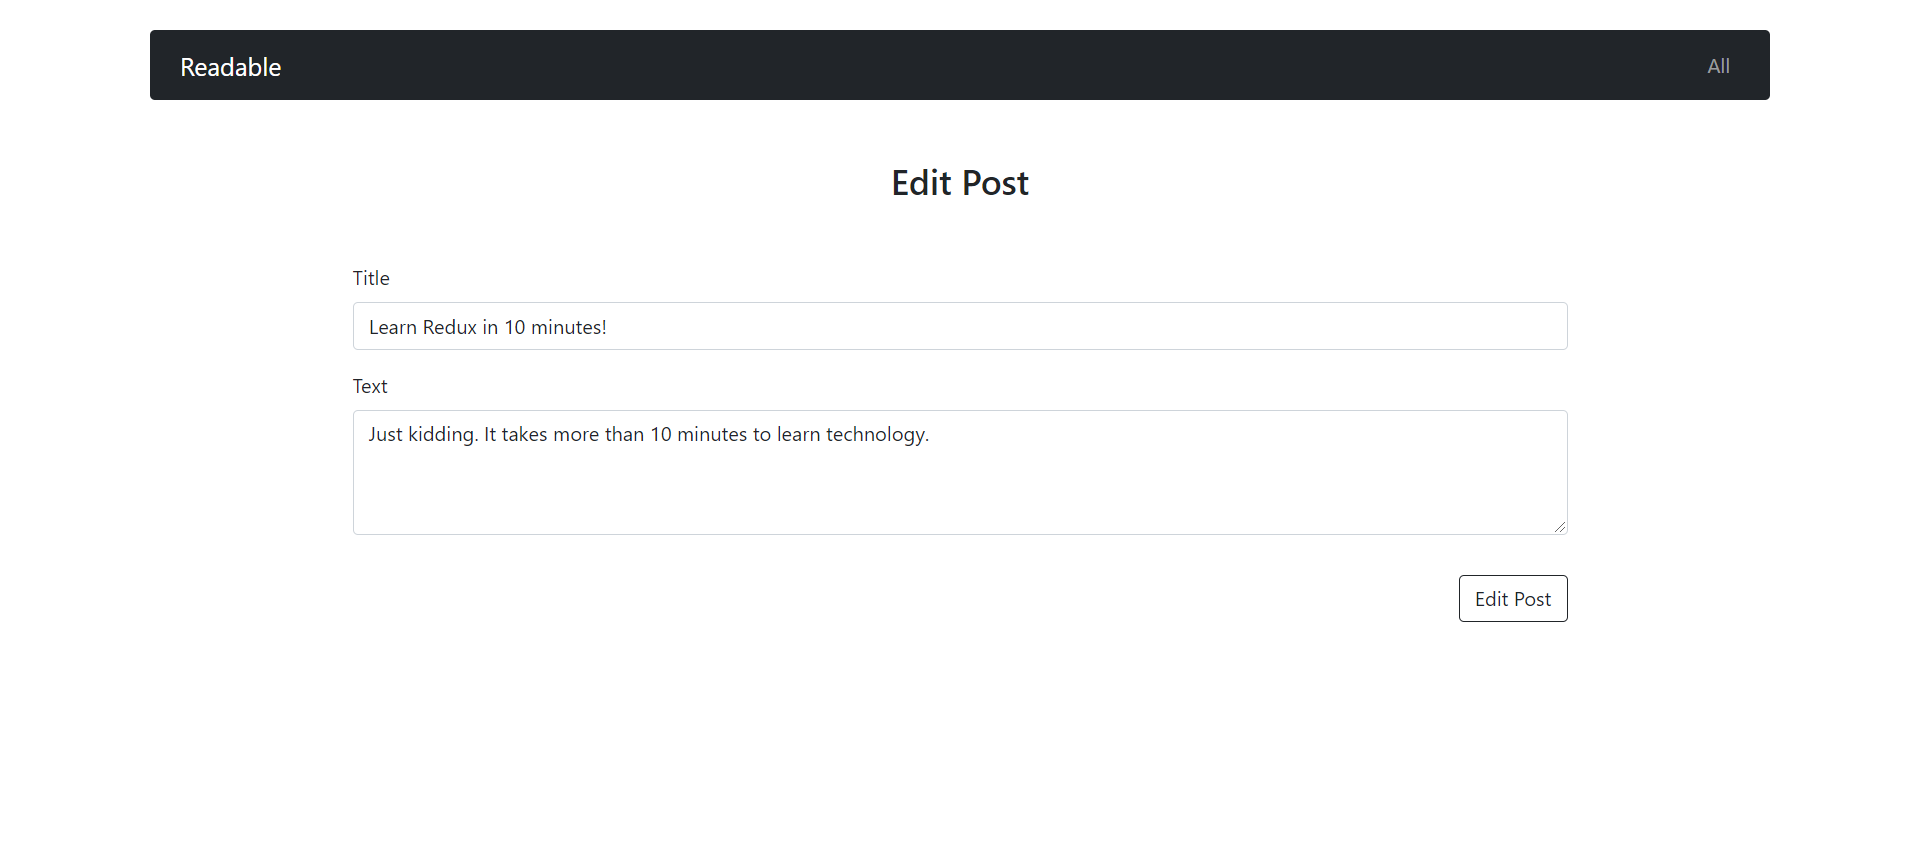 Readable
All
Edit Post
Title
Learn Redux in 10 minutes!
Text
Just kidding. It takes more than 10 minutes to learn technology.
Edit Post